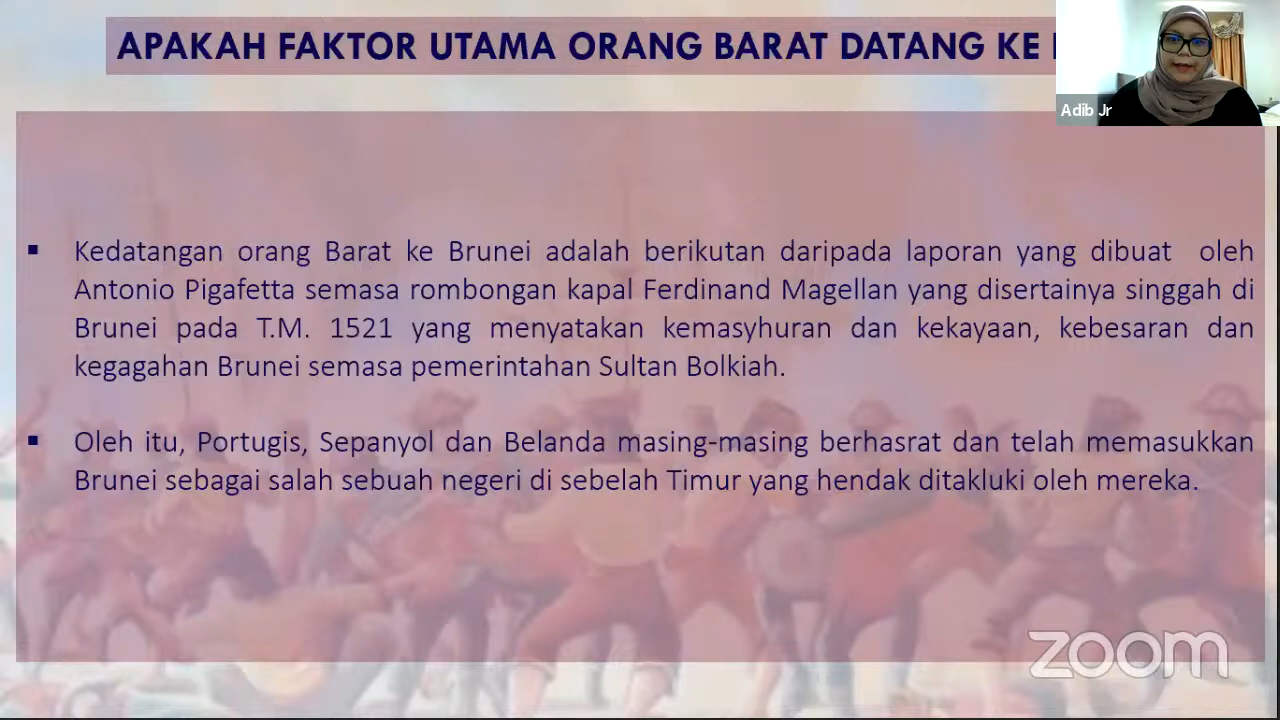 APAKAH FAKTOR UTAMA ORANG BARAT DATANG KE
Adib Jr
▪ Kedatangan orang Barat ke Brunei adalah berikutan daripada laporan yang dibuat oleh
Antonio Pigafetta semasa rombongan kapal Ferdinand Magellan yang disertainya singgah di
Brunei pada T.M. 1521 yang menyatakan kemasyhuran dan kekayaan, kebesaran dan
kegagahan Brunei semasa pemerintahan Sultan Bolkiah.
▪ Oleh itu, Portugis, Sepanyol dan Belanda masing-masing berhasrat dan telah memasukkan
Brunei sebagai salah sebuah negeri di sebelah Timur yang hendak ditakluki oleh mereka.
zoom